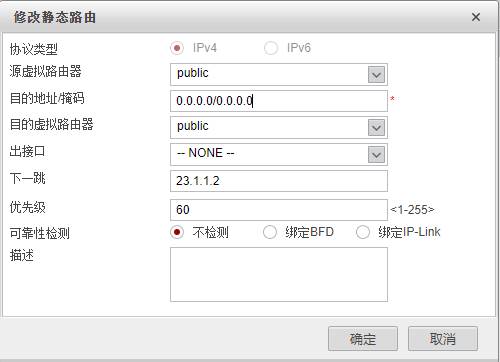 修改静态路由
协议类型 IPv4 IPv6
源虚拟路由器 public
目的地址/掩码 0.0.0.0/0.0.0.0 *
目的虚拟路由器 public
出接口 -- NONE --
下一跳 23.1.1.2
优先级 60 <1-255>
可靠性检测 不检测 绑定BFD 绑定IP-Link
描述
确定 取消